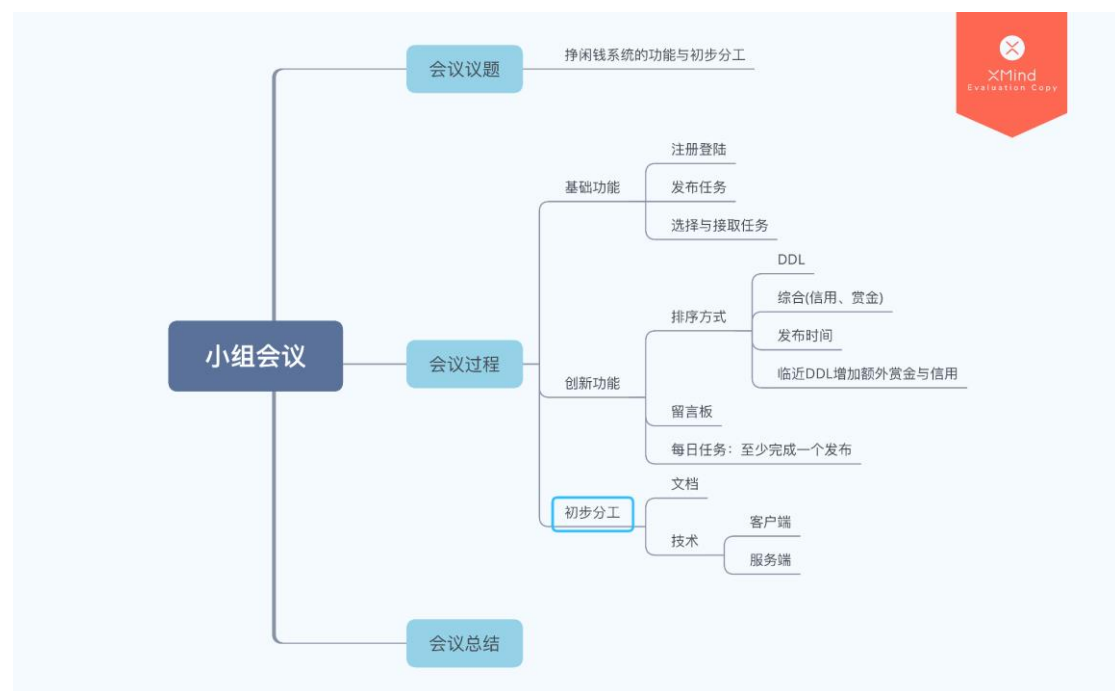 会议议题
挣闲钱系统的功能与初步分工
XMind
Evaluation Copy
注册登陆
基础功能
发布任务
选择与接取任务
DDL
综合(信用、赏金)
排序方式
发布时间
小组会议
会议过程
临近DDL增加额外赏金与信用
创新功能
留言板
每日任务：至少完成一个发布
文档
初步分工
客户端
技术
服务端
会议总结